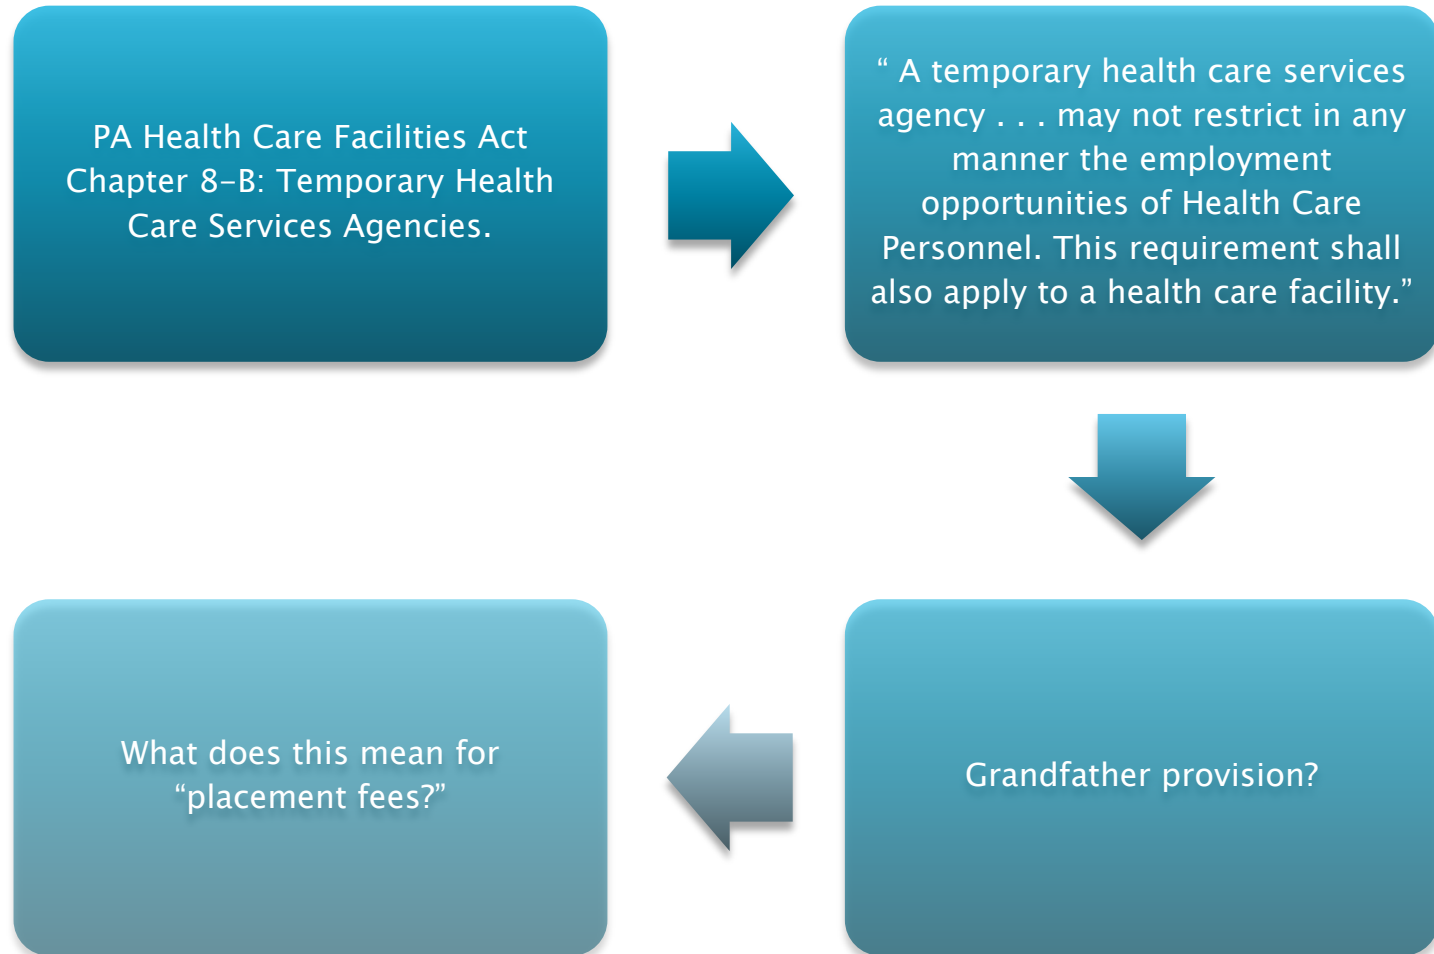 PA Health Care Facilities Act
Chapter 8-B: Temporary Health
Care Services Agencies.
“ A temporary health care services
agency . . . may not restrict in any
manner the employment
opportunities of Health Care
Personnel. This requirement shall
also apply to a health care facility.”
Grandfather provision?
What does this mean for
“placement fees?”